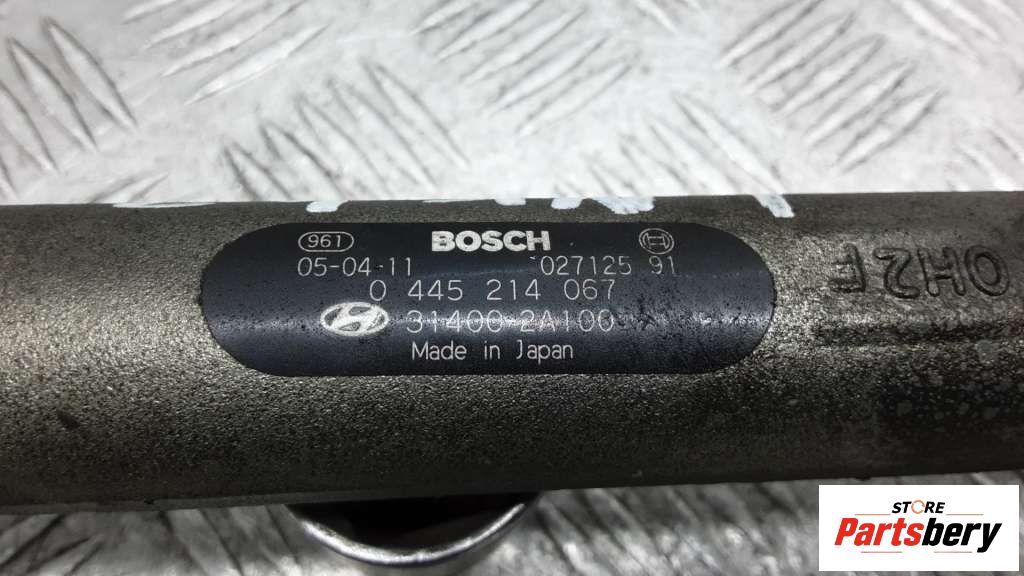 961 BOSCH
05-04-11 027125 91
0 445 214 067
31400-2A100
Made in Japan
OH2F
STORE
Partsbery